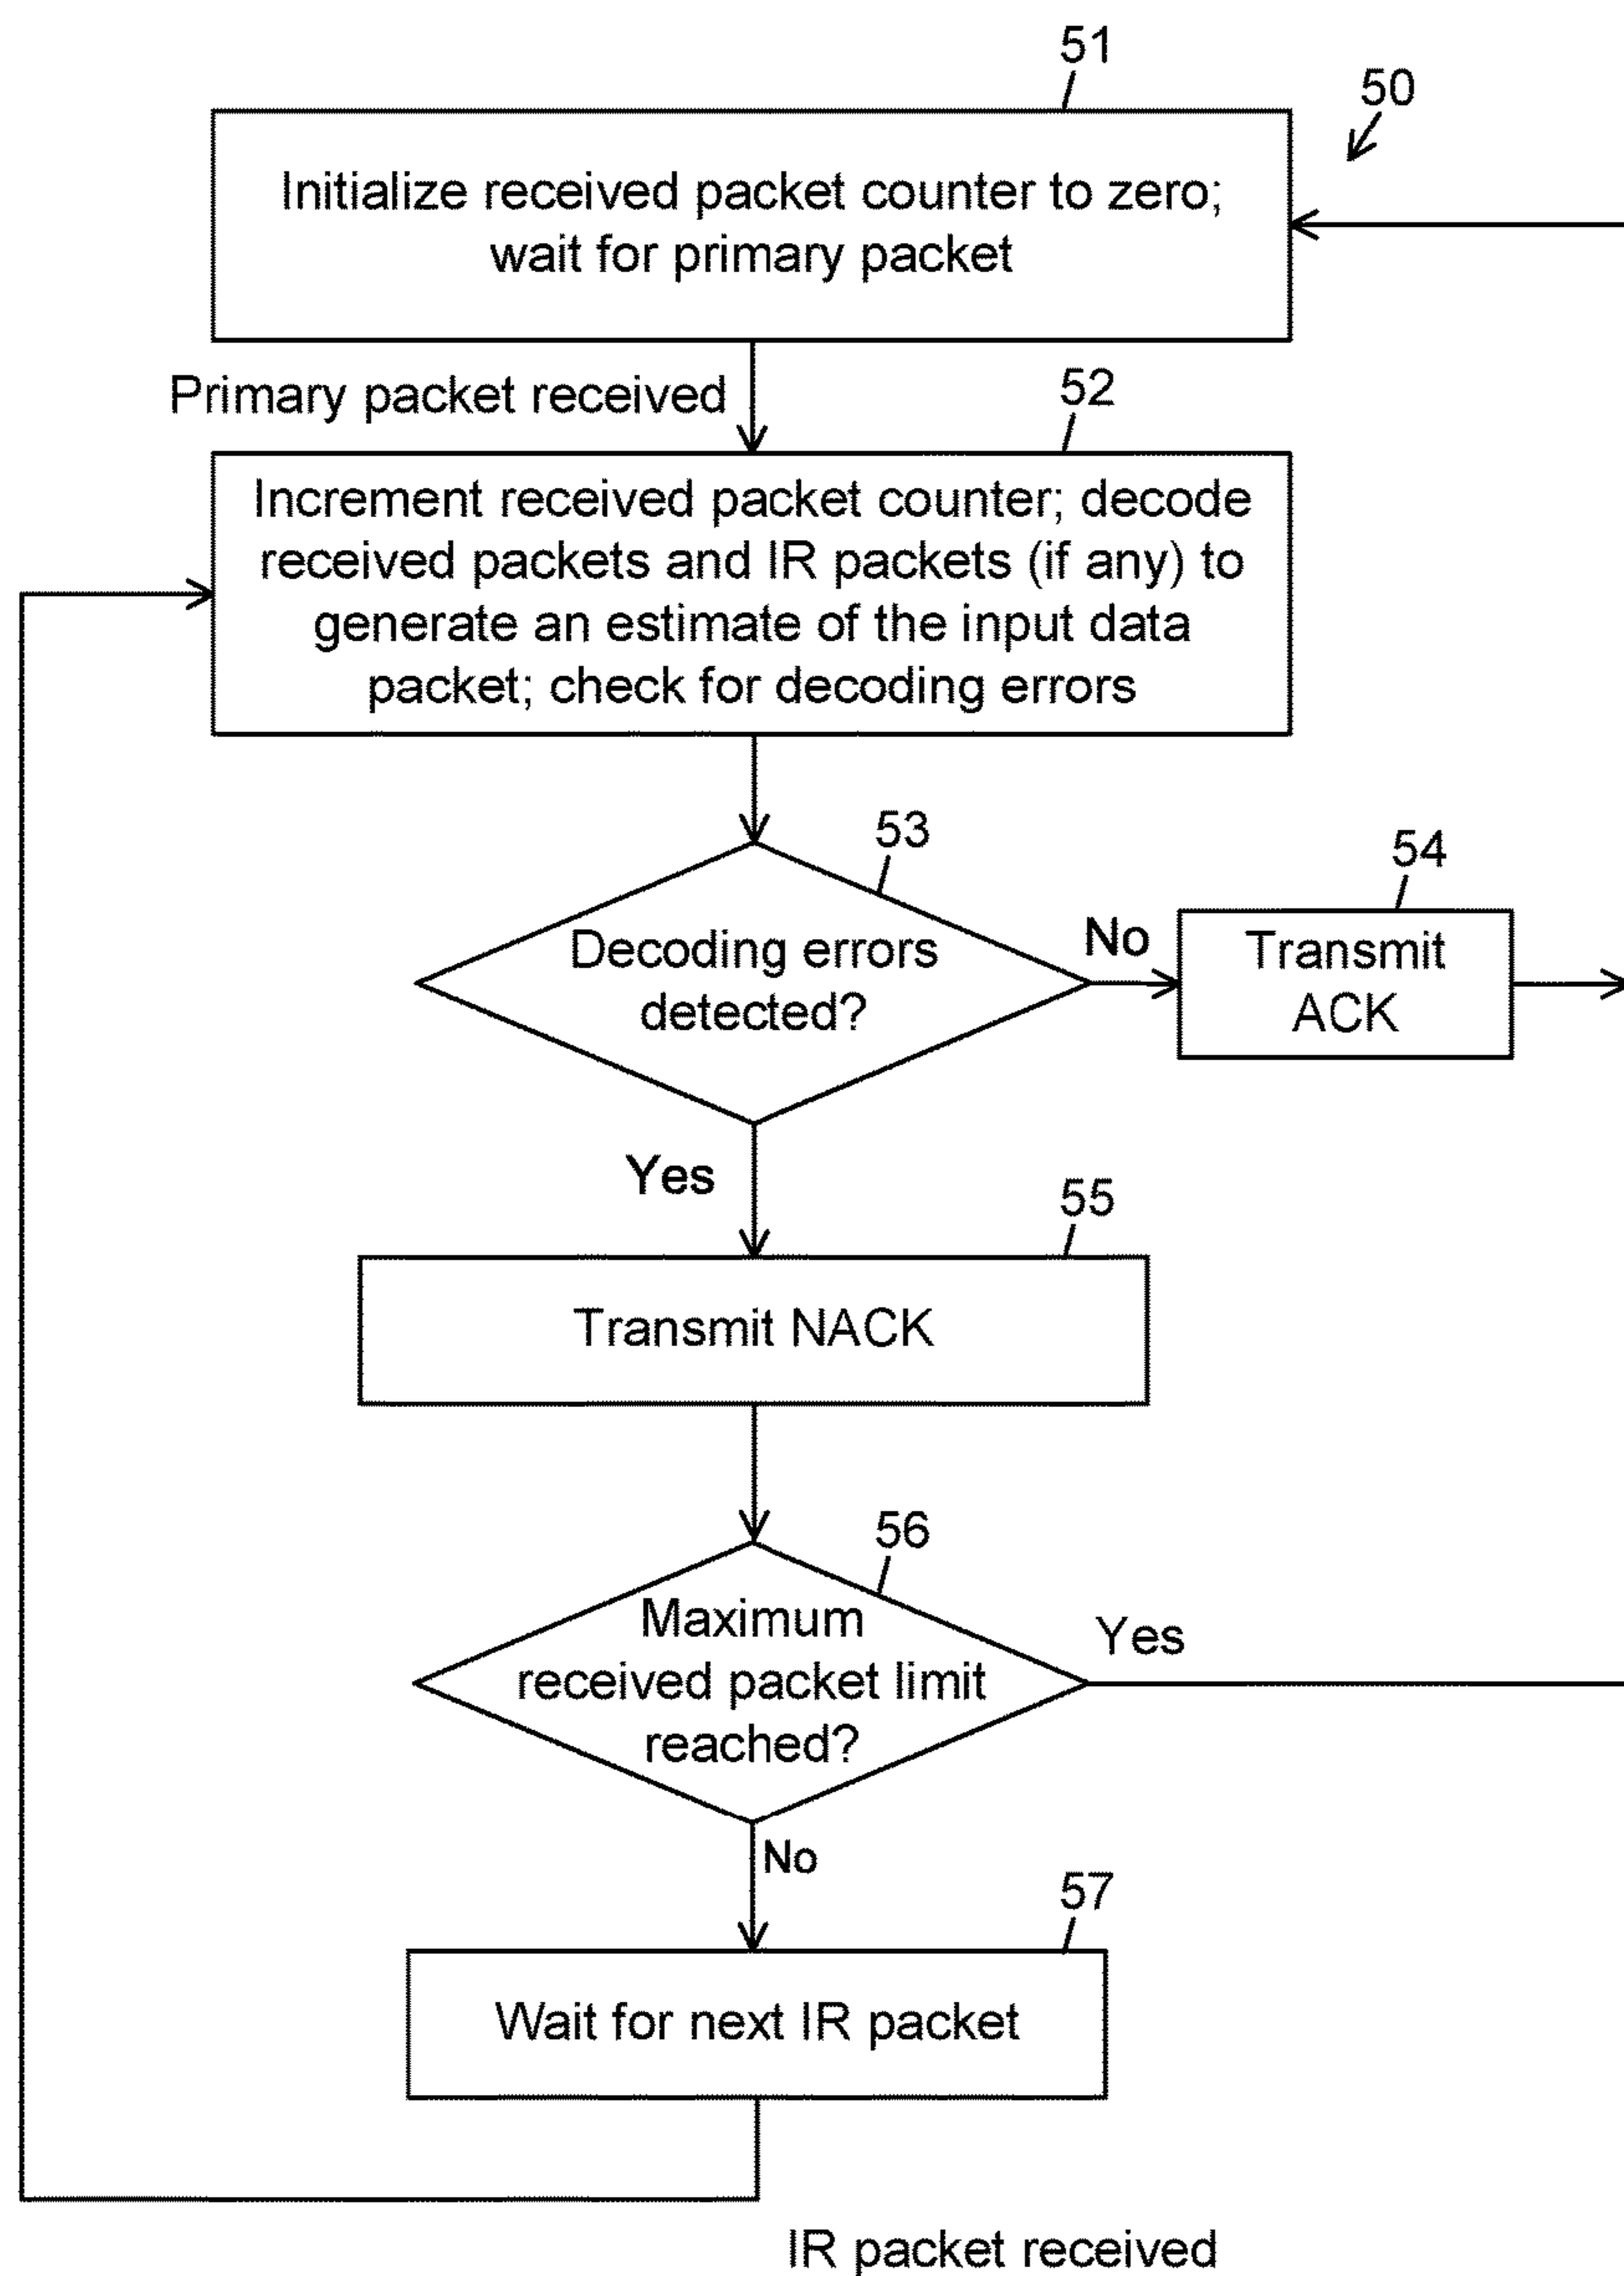 51
50
Initialize received packet counter to zero;
wait for primary packet
Primary packet received
52
Increment received packet counter; decode
received packets and IR packets (if any) to
generate an estimate of the input data
packet; check for decoding errors
53
Decoding errors
detected?
No
54
Transmit
ACK
Yes
55
Transmit NACK
56
Maximum
received packet limit
reached?
Yes
No
57
Wait for next IR packet
IR packet received